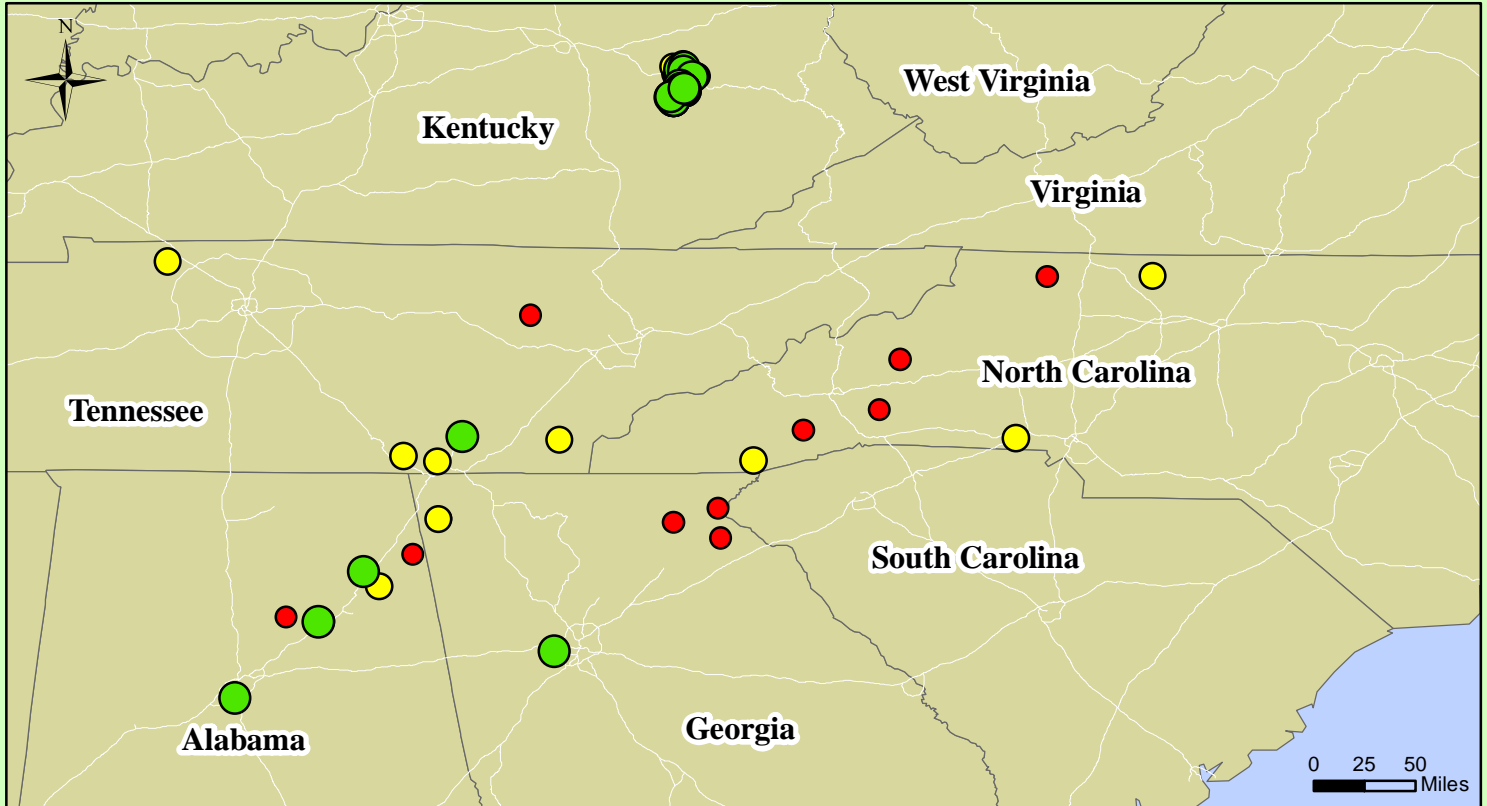 N
West Virginia
Kentucky
Virginia
North Carolina
Tennessee
South Carolina
Georgia
Alabama
0 25 50
Miles